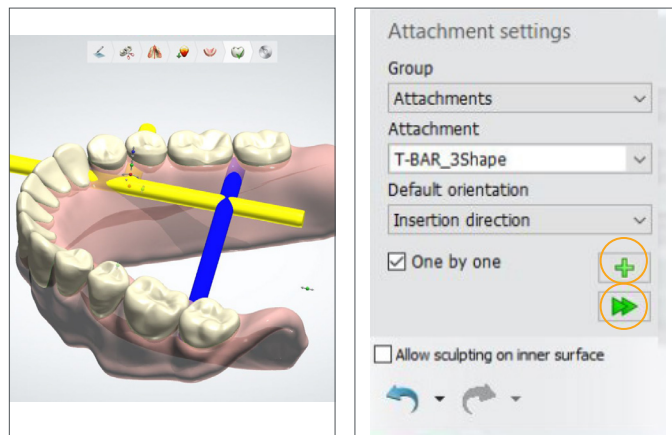 Attachment settings
Group
Attachments
Attachment
T-BAR_3Shape
Default orientation
Insertion direction
One by one
Allow sculpting on inner surface